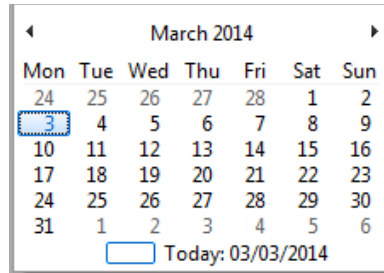 March 2014
Mon Tue Wed Thu Fri Sat Sun
24 25 26 27 28 1 2
3 4 5 6 7 8 9
10 11 12 13 14 15 16
17 18 19 20 21 22 23
24 25 26 27 28 29 30
31 1 2 3 4 5 6
Today: 03/03/2014